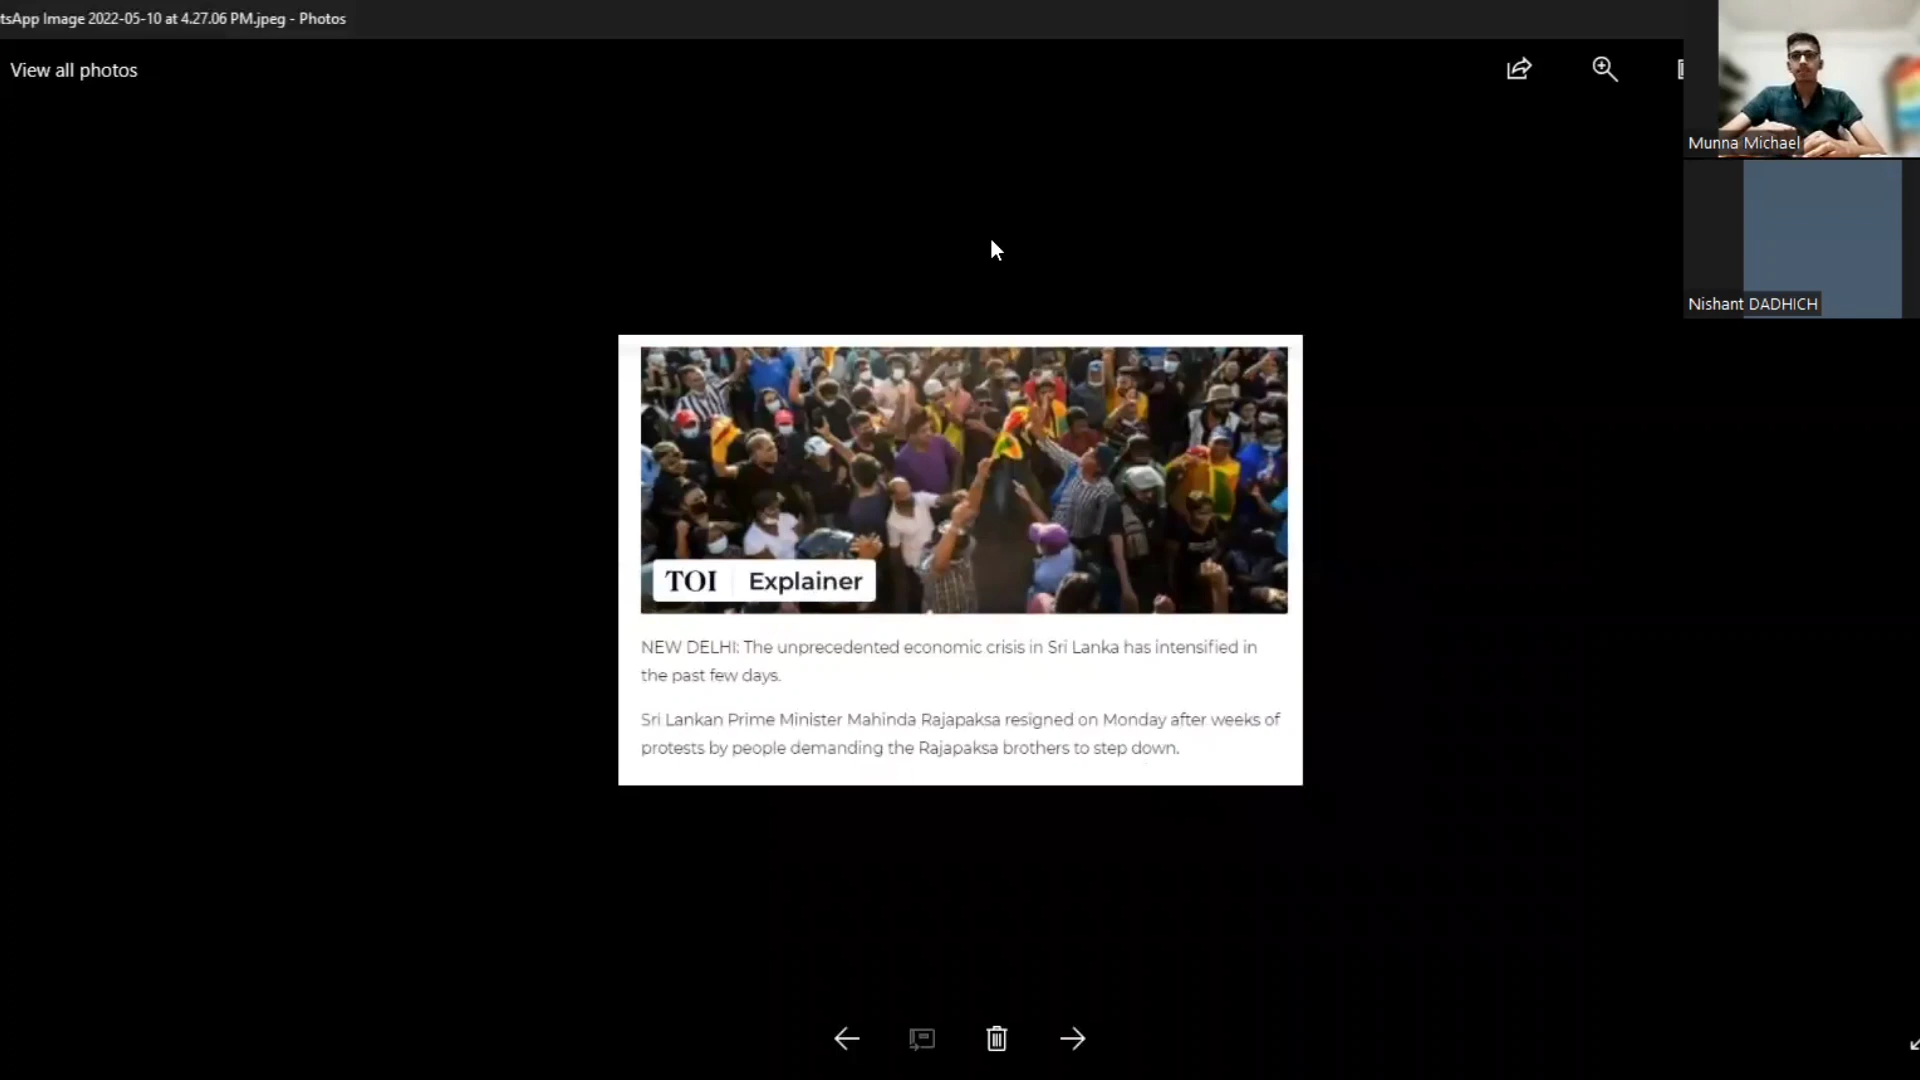 tsApp Image 2022-05-10 at 4.27.06 PM.jpeg - Photos
View all photos
Munna Michael
Nishant DADHICH
TOI Explainer
NEW DELHI: The unprecedented economic crisis in Sri Lanka has intensified in
the past few days.
Sri Lankan Prime Minister Mahinda Rajapaksa resigned on Monday after weeks of
protests by people demanding the Rajapaksa brothers to step down.